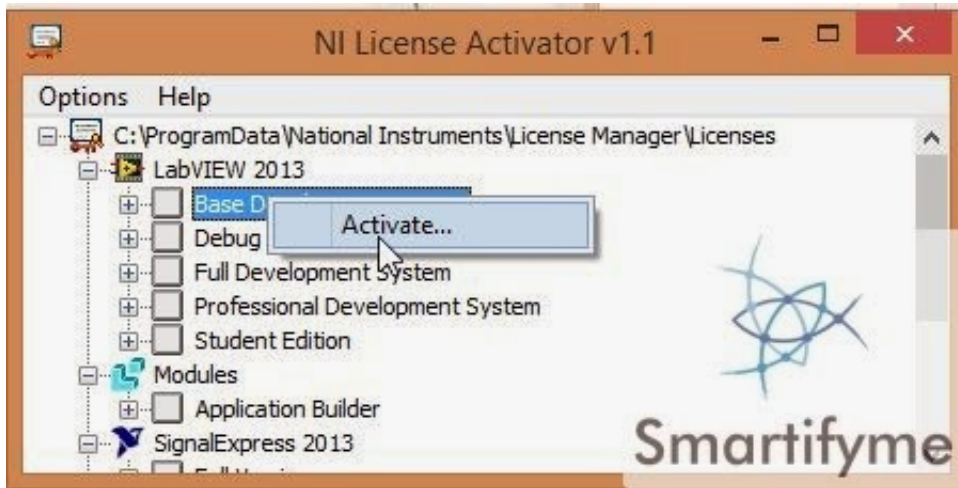 NI License Activator v1.1
Options Help
C:\ProgramData\National Instruments\License Manager\Licenses
LabVIEW 2013
Base D
Activate...
Debug
Full Development System
Professional Development System
Student Edition
Modules
Application Builder
SignalExpress 2013
Smartifyme